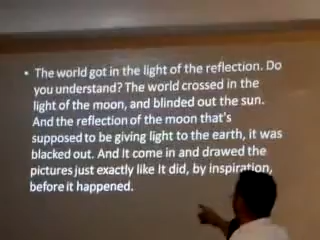 • The world got in the light of the reflection. Do
you understand? The world crossed in the
light of the moon, and blinded out the sun.
And the reflection of the moon that's
supposed to be giving light to the earth, it was
blacked out. And It come in and drawed the
pictures just exactly like It did, by inspiration,
before it happened.